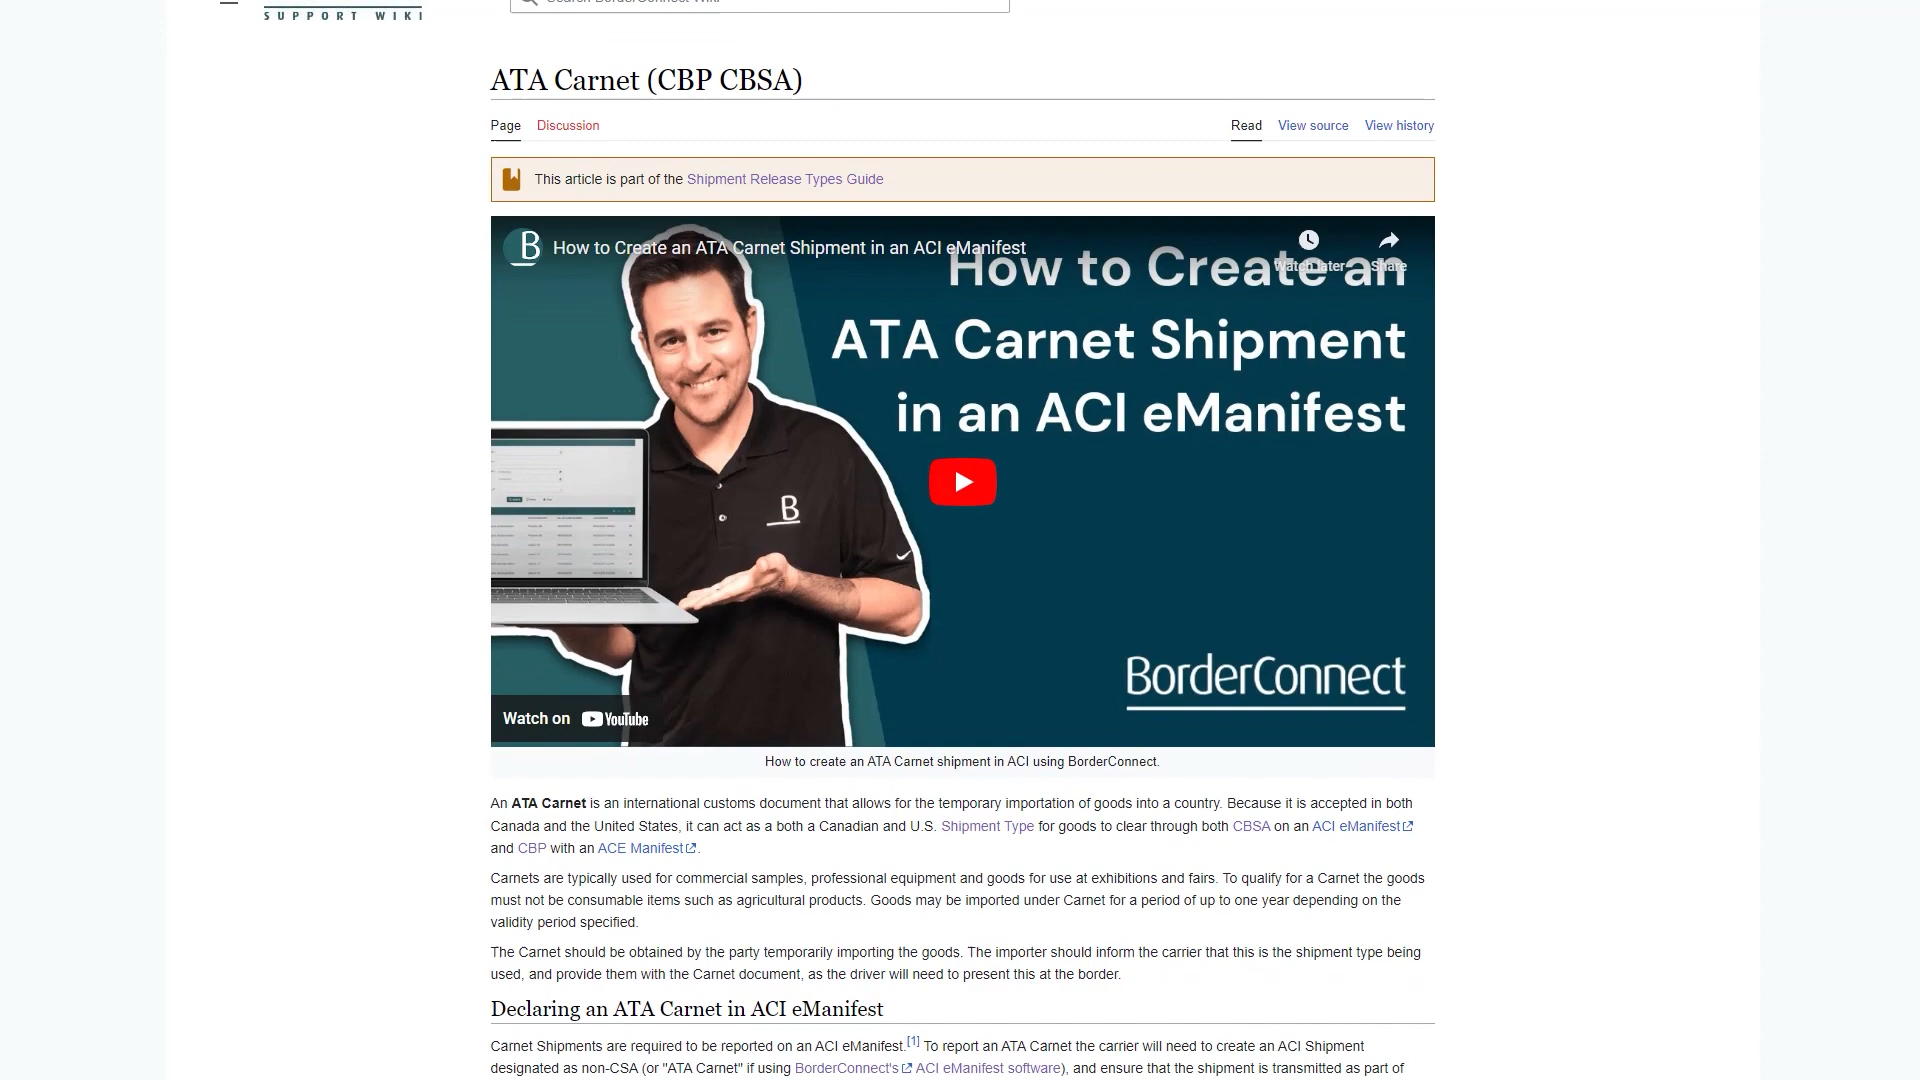 SUPPORT WIKI
ATA Carnet (CBP CBSA)
Page Discussion Read View source View history
This article is part of the Shipment Release Types Guide
B How to Create an ATA Carnet Shipment in an ACI eManifest
Watch later Share
How to Create an
ATA Carnet Shipment
in an ACI eManifest
B
BorderConnect
Watch on YouTube
How to create an ATA Carnet shipment in ACI using BorderConnect.
An ATA Carnet is an international customs document that allows for the temporary importation of goods into a country. Because it is accepted in both
Canada and the United States, it can act as a both a Canadian and U.S. Shipment Type for goods to clear through both CBSA on an ACI eManifest
and CBP with an ACE Manifest.
Carnets are typically used for commercial samples, professional equipment and goods for use at exhibitions and fairs. To qualify for a Carnet the goods
must not be consumable items such as agricultural products. Goods may be imported under Carnet for a period of up to one year depending on the
validity period specified.
The Carnet should be obtained by the party temporarily importing the goods. The importer should inform the carrier that this is the shipment type being
used, and provide them with the Carnet document, as the driver will need to present this at the border.
Declaring an ATA Carnet in ACI eManifest
Carnet Shipments are required to be reported on an ACI eManifest.[1] To report an ATA Carnet the carrier will need to create an ACI Shipment
designated as non-CSA (or "ATA Carnet" if using BorderConnect's ACI eManifest software), and ensure that the shipment is transmitted as part of